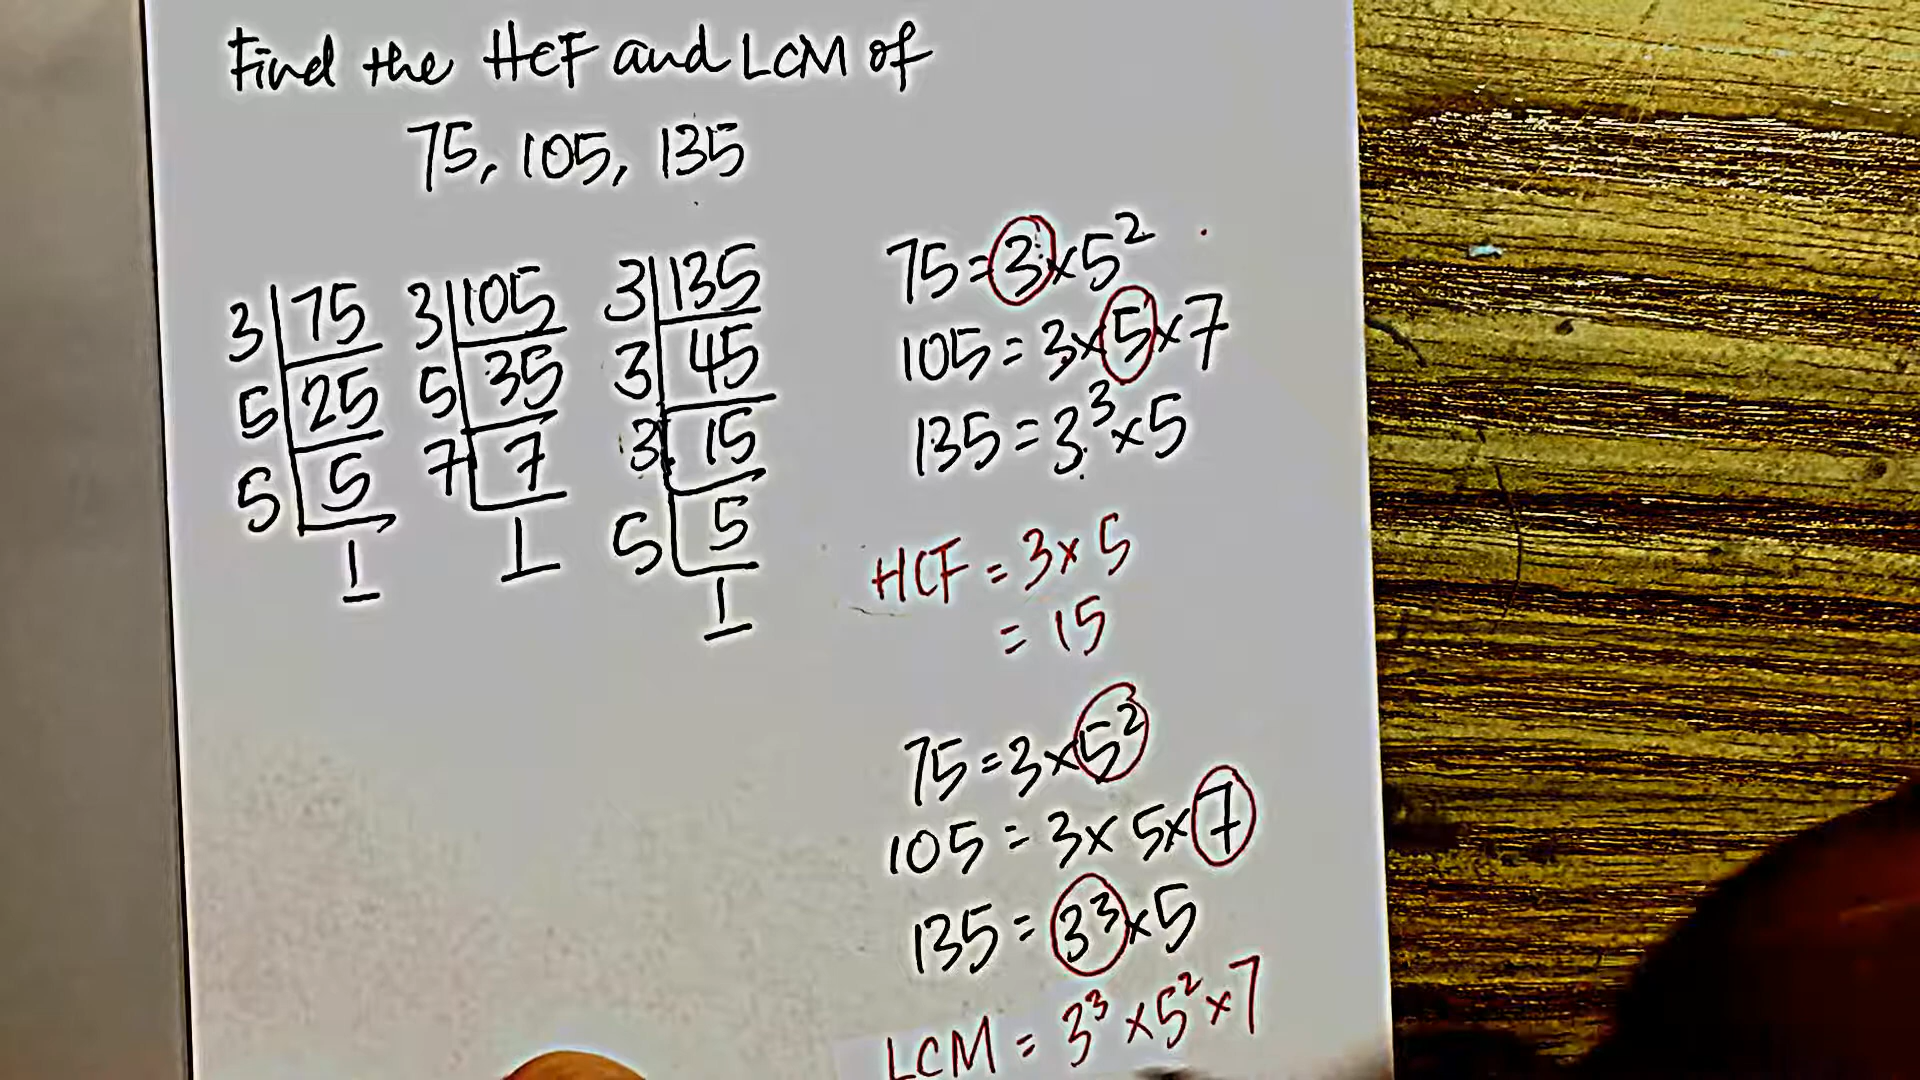 Find the HCF and LCM of
75, 105, 135
3 75
5 25
5 5
1
3 105
5 35
7 7
1
3 135
3 45
3 15
5 5
1
75 = 3 × 5²
105 = 3 × 5 × 7
135 = 3³ × 5
HCF = 3 × 5
= 15
75 = 3 × 5²
105 = 3 × 5 × 7
135 = 3³ × 5
LCM = 3³ × 5² × 7